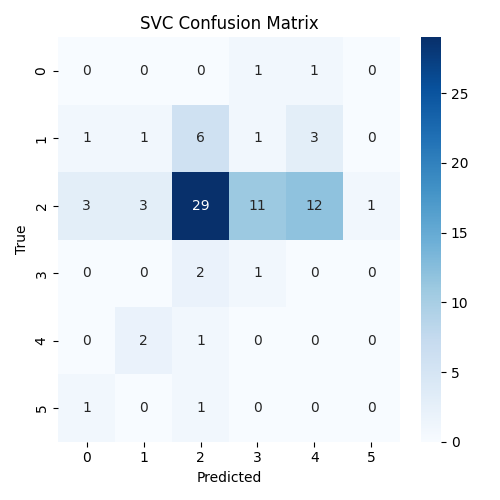 SVC Confusion Matrix
0 0 0 0 1 1 0
1 1 1 6 1 3 0
2 3 3 29 11 12 1
3 0 0 2 1 0 0
4 0 2 1 0 0 0
5 1 0 1 0 0 0
0 1 2 3 4 5
True
Predicted
25
20
15
10
5
0